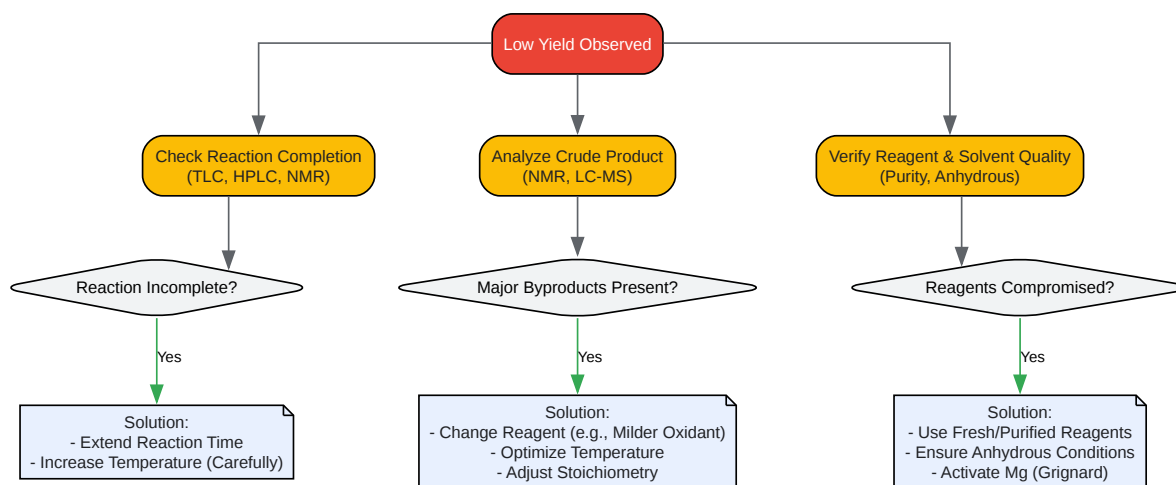 Low Yield Observed
Check Reaction Completion
(TLC, HPLC, NMR)
Analyze Crude Product
(NMR, LC-MS)
Verify Reagent & Solvent Quality
(Purity, Anhydrous)
Reaction Incomplete?
Major Byproducts Present?
Reagents Compromised?
Yes
Yes
Yes
Solution:
- Extend Reaction Time
- Increase Temperature (Carefully)
Solution:
- Change Reagent (e.g., Milder Oxidant)
- Optimize Temperature
- Adjust Stoichiometry
Solution:
- Use Fresh/Purified Reagents
- Ensure Anhydrous Conditions
- Activate Mg (Grignard)